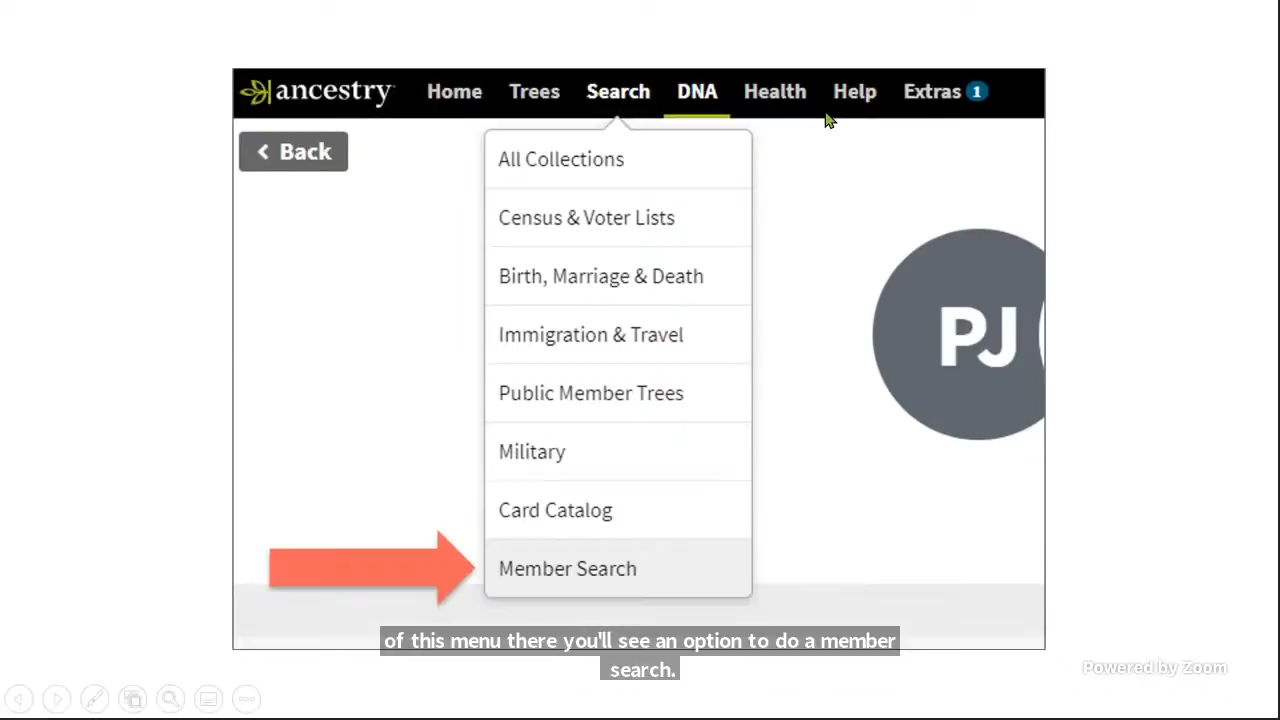 ancestry Home Trees Search DNA Health Help Extras 1
Back
All Collections
Census & Voter Lists
Birth, Marriage & Death
Immigration & Travel
PJ
Public Member Trees
Military
Card Catalog
Member Search
of this menu there you'll see an option to do a member
search.
Powered by Zoom